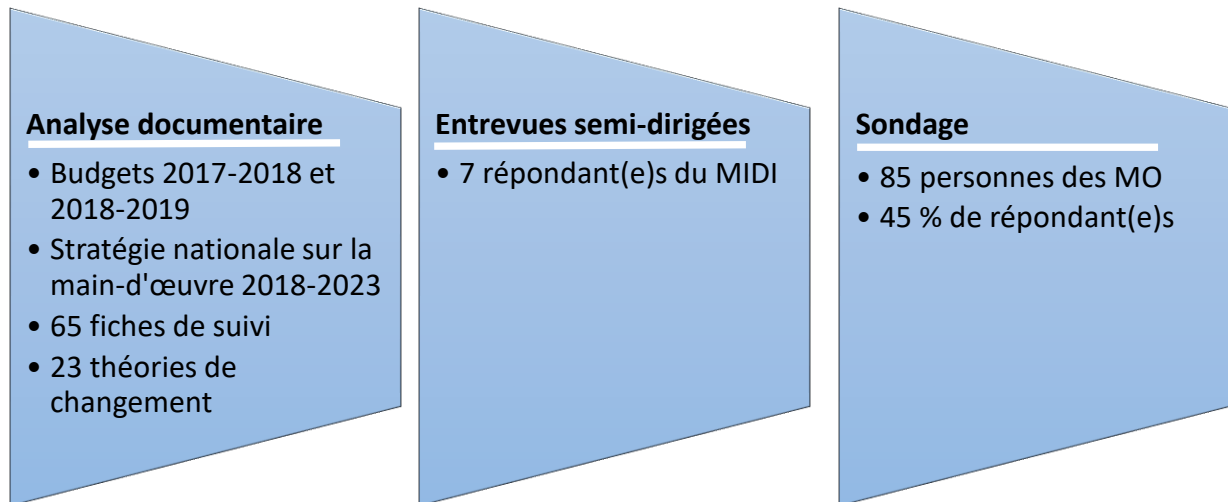 Analyse documentaire
• Budgets 2017-2018 et
2018-2019
• Stratégie nationale sur la
main-d'œuvre 2018-2023
• 65 fiches de suivi
• 23 théories de
changement
Entrevues semi-dirigées
• 7 répondant(e)s du MIDI
Sondage
• 85 personnes des MO
• 45 % de répondant(e)s